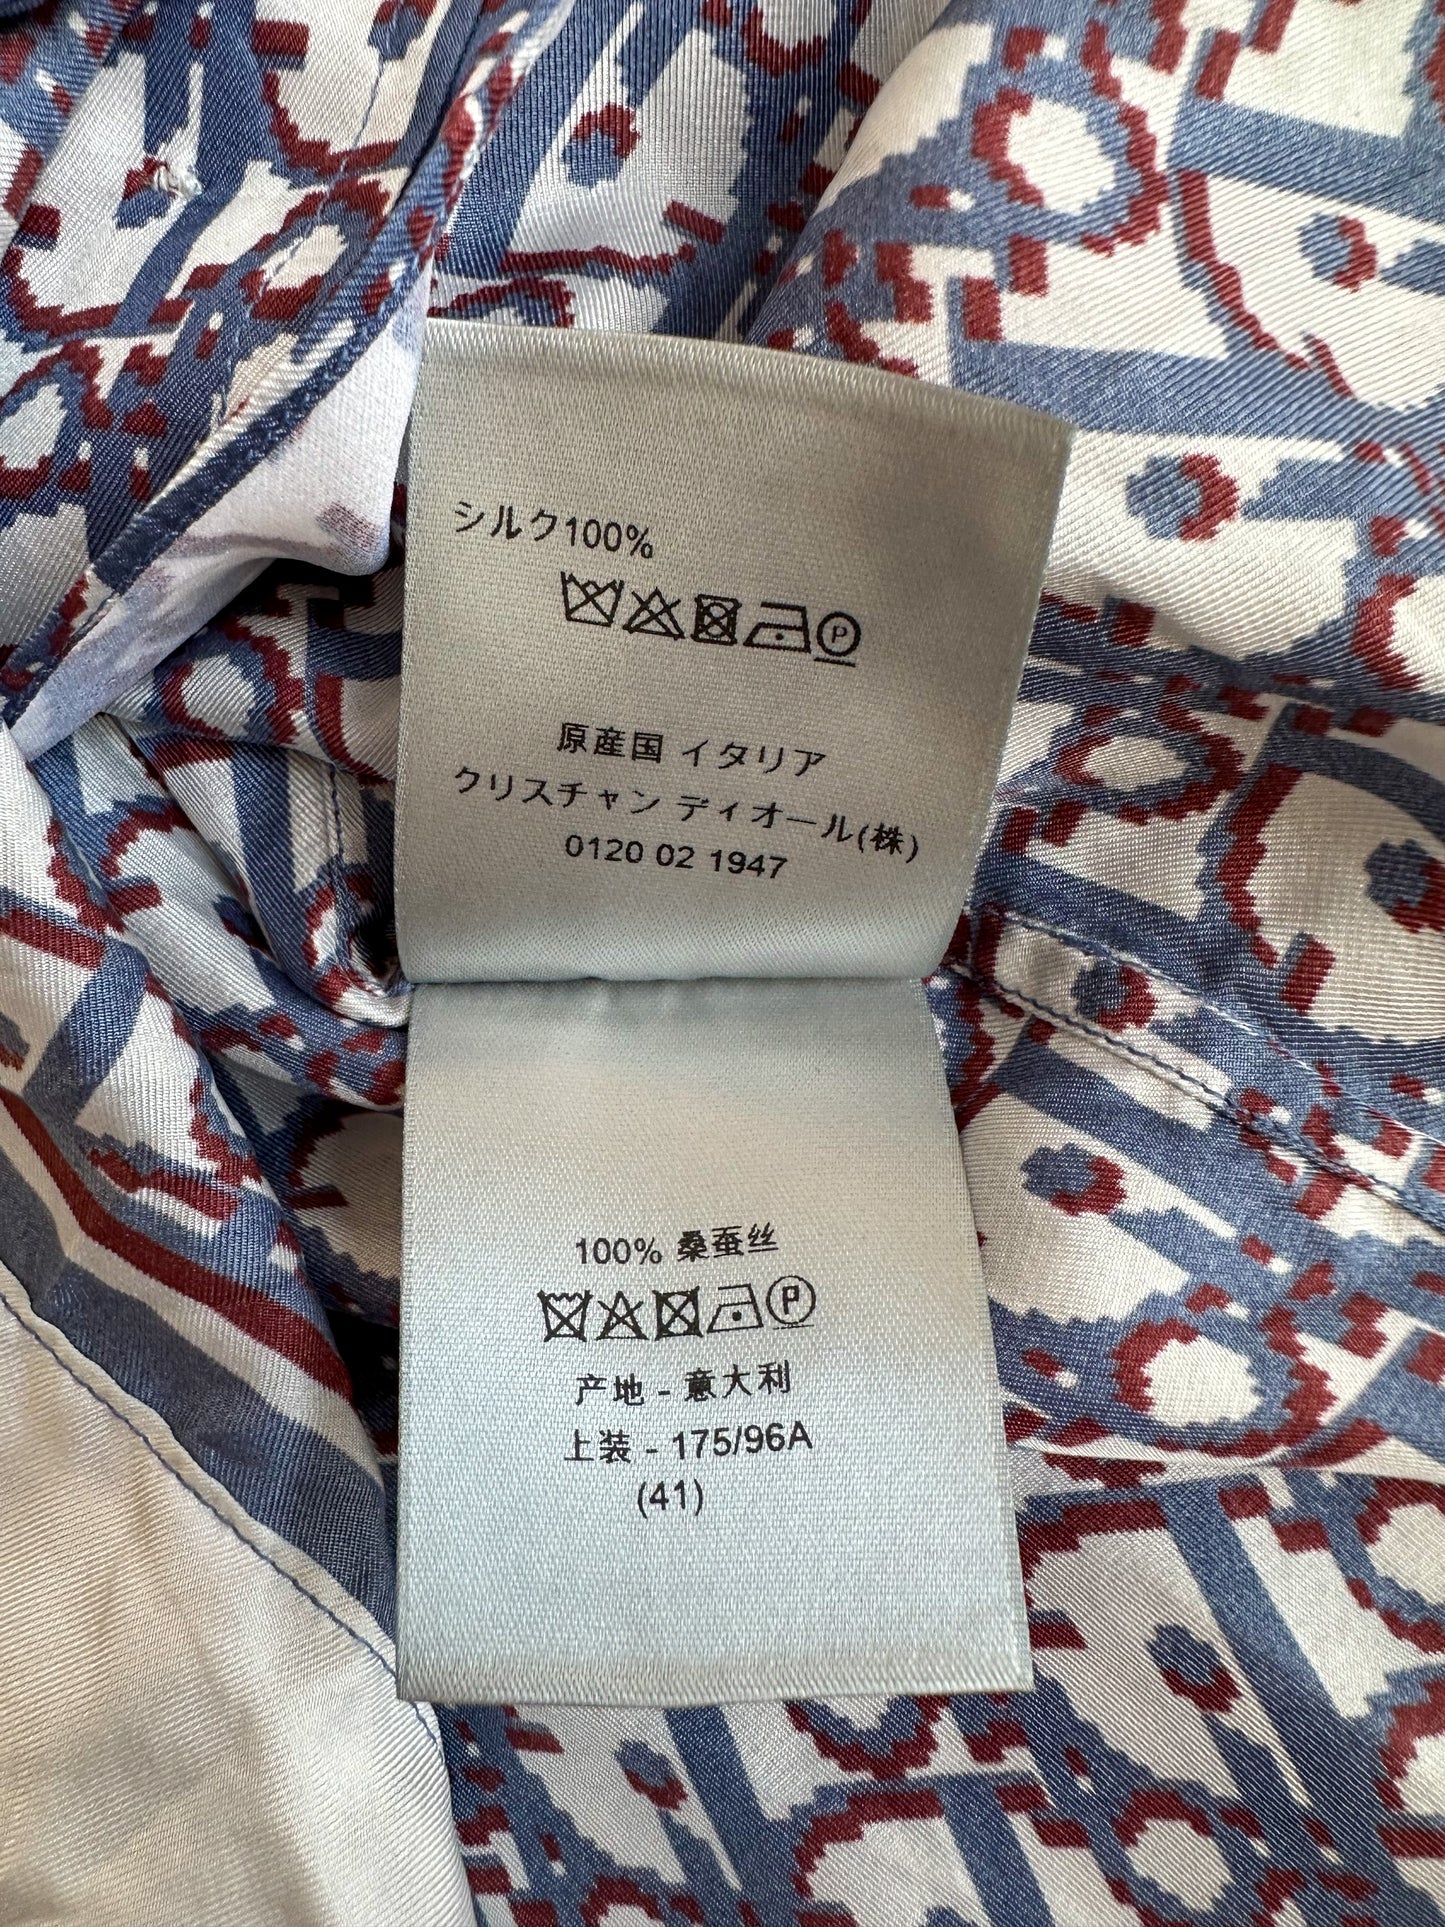 シルク100%
P
原産国 イタリア
クリスチャン ディオール(株)
0120 02 1947
100% 桑蚕丝
P
产地 - 意大利
上装 - 175/96A
(41)